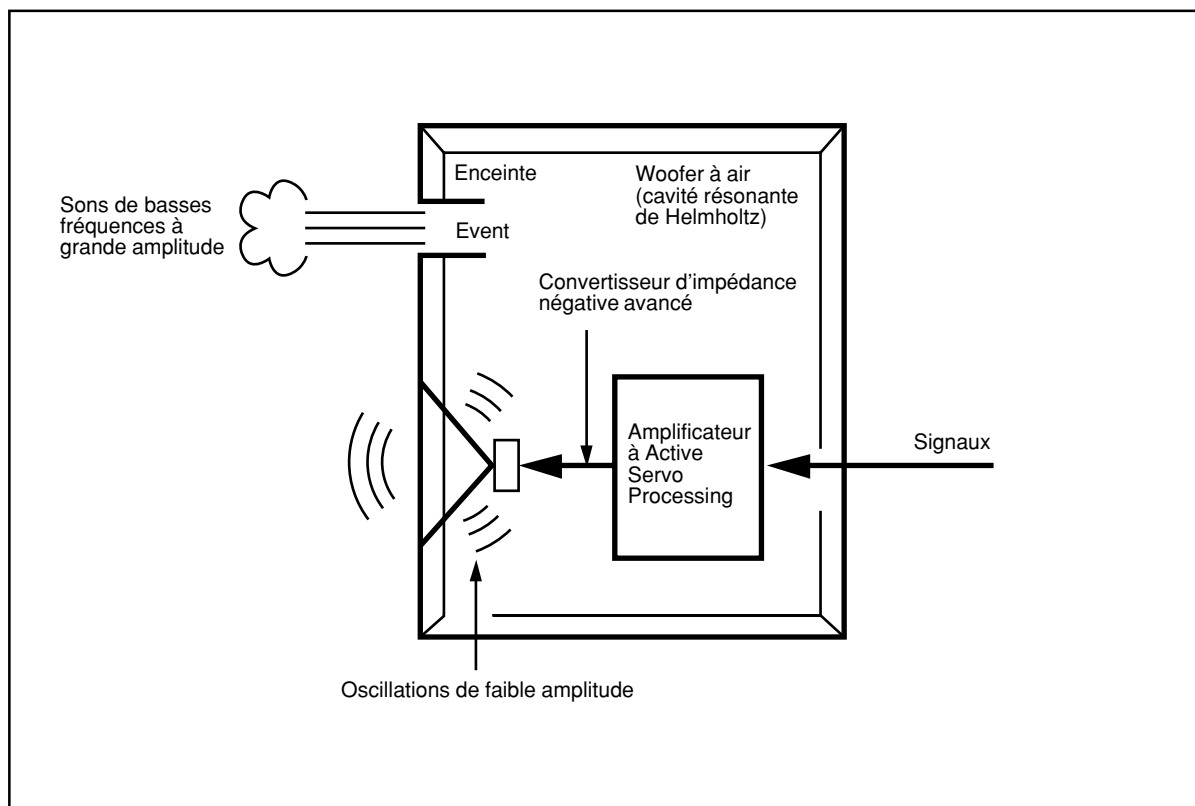 Enceinte
Event
Woofer à air
(cavité résonante
de Helmholtz)
Sons de basses
fréquences à
grande amplitude
Convertisseur d'impédance
négative avancé
Amplificateur
à Active
Servo
Processing
Signaux
Oscillations de faible amplitude